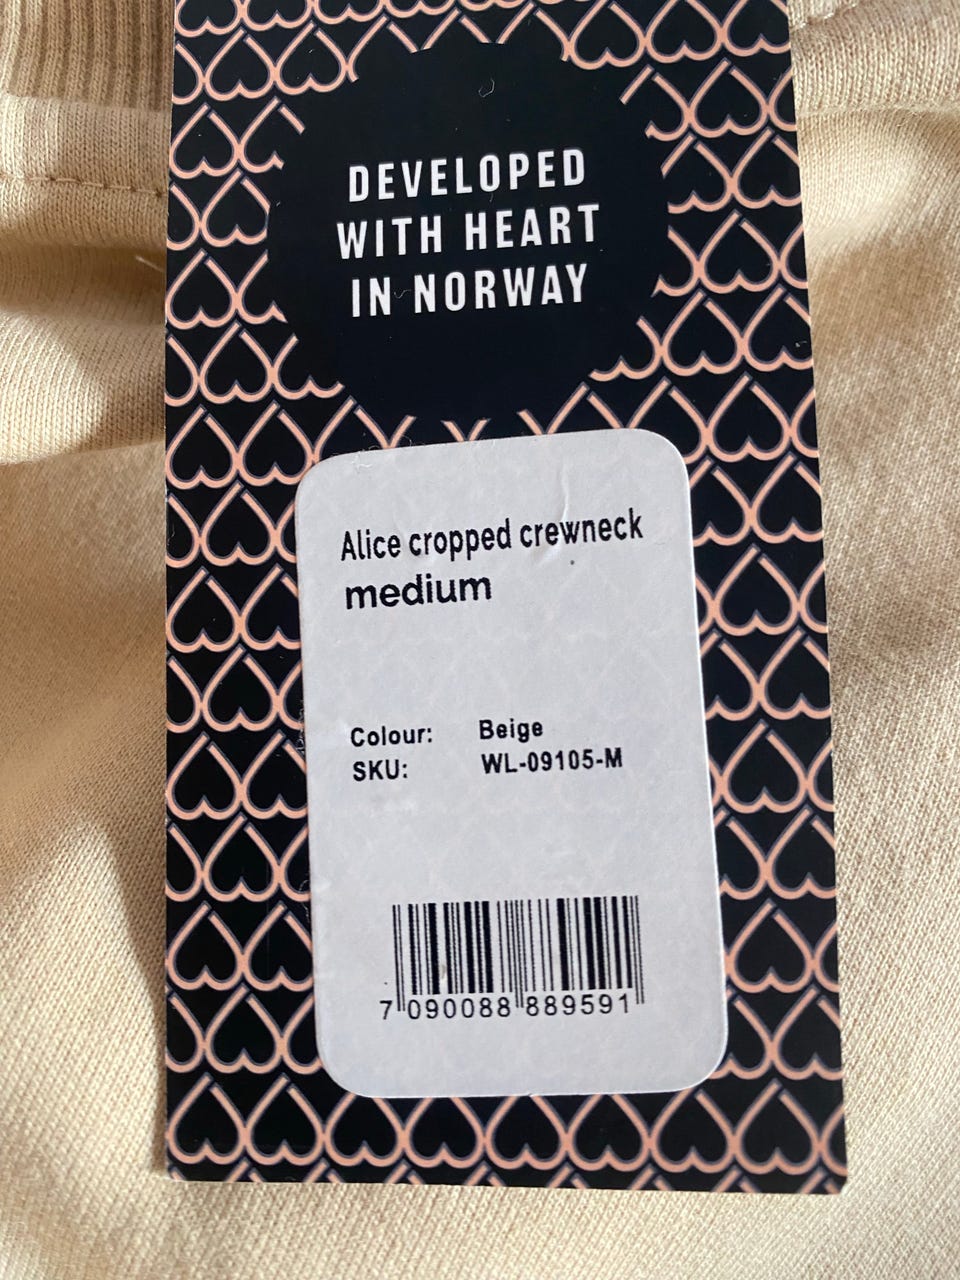 DEVELOPED
WITH HEART
IN NORWAY
Alice cropped crewneck
medium
Colour: Beige
SKU: WL-09105-M
7 090088 889591